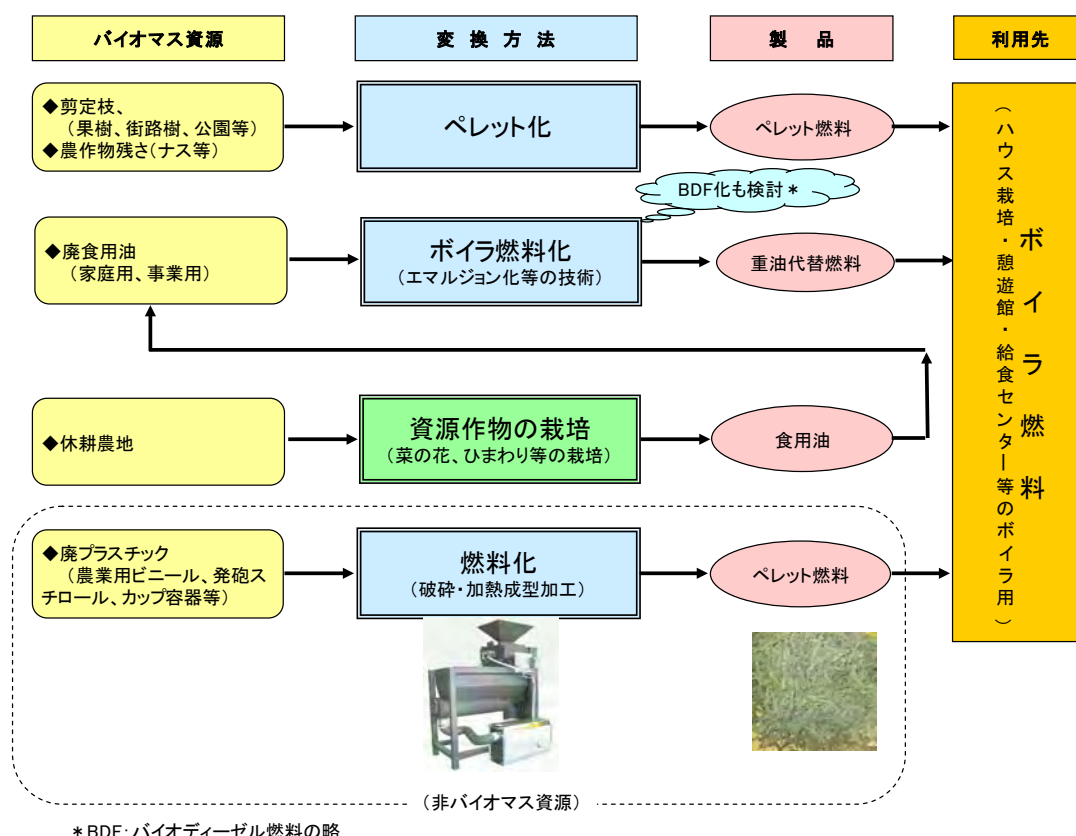 バイオマス資源
変 換 方 法
製 品
利用先
◆剪定枝、
(果樹、街路樹、公園等)
◆農作物残さ(ナス等)
ペレット化
ペレット燃料
BDF化も検討*
◆廃食用油
(家庭用、事業用)
ボイラ燃料化
(エマルジョン化等の技術)
重油代替燃料
◆休耕農地
資源作物の栽培
(菜の花、ひまわり等の栽培)
食用油
◆廃プラスチック
(農業用ビニール、発砲ス
チロール、カップ容器等)
燃料化
(破砕・加熱成型加工)
ペレット燃料
ボイラ燃料
(ハウス栽培・憩遊館・給食センター等のボイラ用)
(非バイオマス資源)
*BDF:バイオディーゼル燃料の略